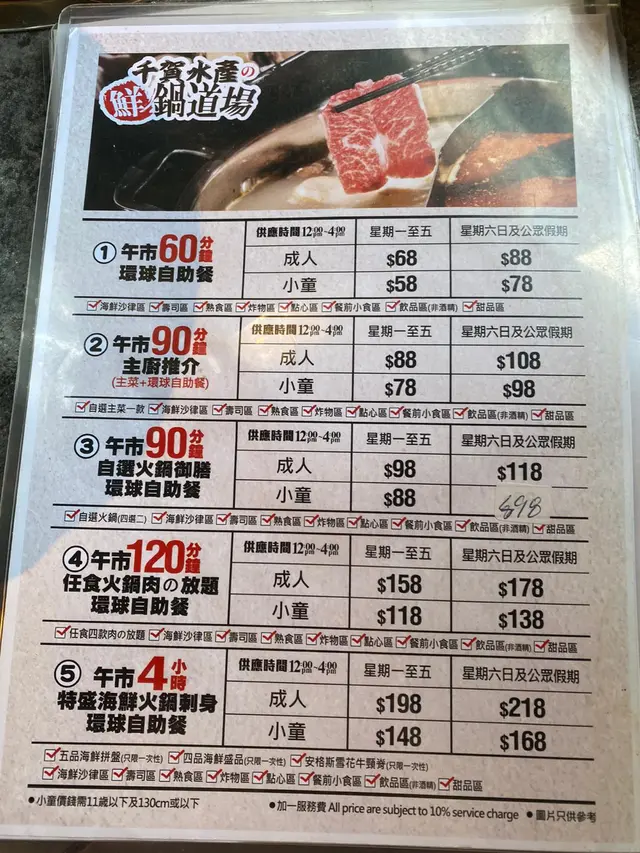 千賀水產の
鮮鍋道場
① 午市60分鐘
環球自助餐
供應時間12:00pm~4:00pm 星期一至五 星期六日及公眾假期
成人 $68 $88
小童 $58 $78
海鮮沙律區 壽司區 熟食區 炸物區 點心區 餐前小食區 飲品區(非酒精) 甜品區
② 午市90分鐘
主廚推介
(主菜+環球自助餐)
供應時間12:00pm~4:00pm 星期一至五 星期六日及公眾假期
成人 $88 $108
小童 $78 $98
自選主菜一款 海鮮沙律區 壽司區 熟食區 炸物區 點心區 餐前小食區 飲品區(非酒精) 甜品區
③ 午市90分鐘
自選火鍋御膳
環球自助餐
供應時間12:00pm~4:00pm 星期一至五 星期六日及公眾假期
成人 $98 $118
小童 $88 $98
自選火鍋(四選二) 海鮮沙律區 壽司區 熟食區 炸物區 點心區 餐前小食區 飲品區(非酒精) 甜品區
④ 午市120分鐘
任食火鍋肉の放題
環球自助餐
供應時間12:00pm~4:00pm 星期一至五 星期六日及公眾假期
成人 $158 $178
小童 $118 $138
任食四款肉の放題 海鮮沙律區 壽司區 熟食區 炸物區 點心區 餐前小食區 飲品區(非酒精) 甜品區
⑤ 午市4小時
特盛海鮮火鍋刺身
環球自助餐
供應時間12:00pm~4:00pm 星期一至五 星期六日及公眾假期
成人 $198 $218
小童 $148 $168
五品海鮮拼盤(只限一次性) 四品海鮮盛品(只限一次性) 安格斯雪花牛頸脊(只限一次性)
海鮮沙律區 壽司區 熟食區 炸物區 點心區 餐前小食區 飲品區(非酒精) 甜品區
●小童價錢需11歲以下及130cm或以下 ●加一服務費 All price are subject to 10% service charge ●圖片只供參考